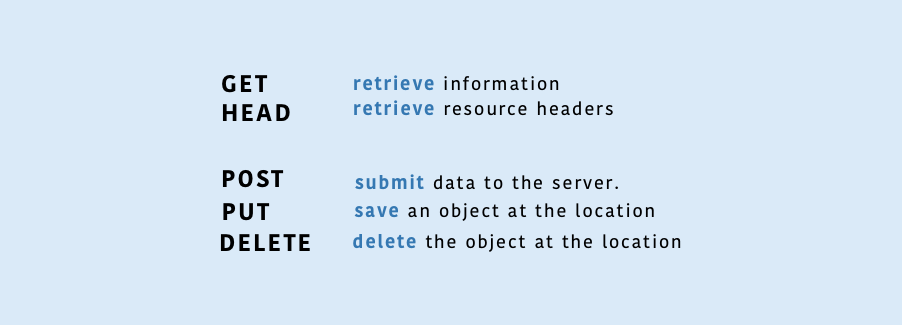 GET retrieve information
HEAD retrieve resource headers
POST submit data to the server.
PUT save an object at the location
DELETE delete the object at the location